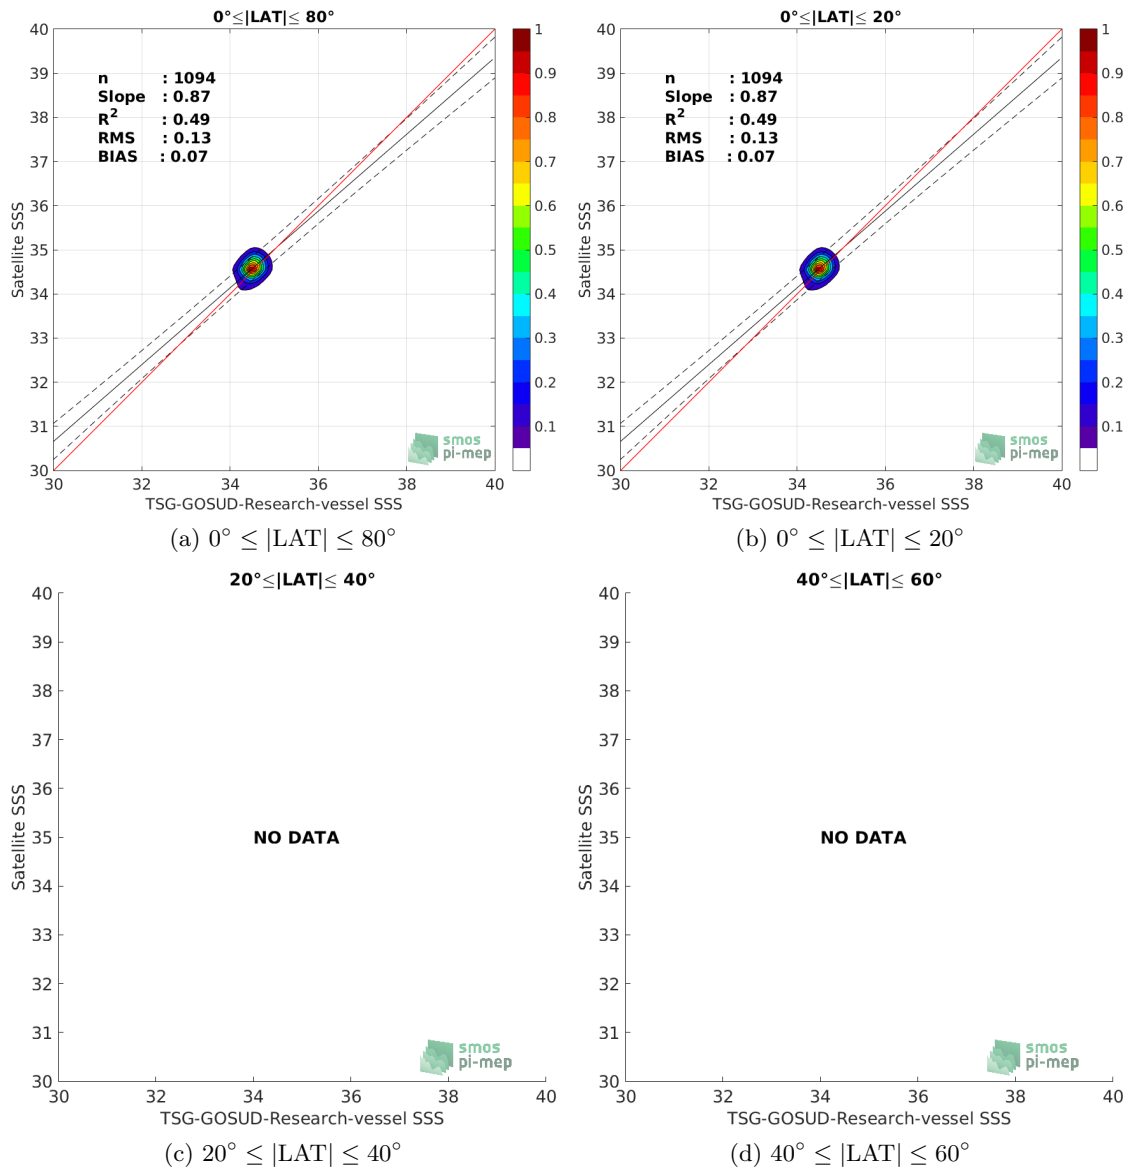 0°≤|LAT|≤ 80°
40
39
38
37
36
35
34
33
32
31
30
Satellite SSS
n : 1094
Slope : 0.87
R2 : 0.49
RMS : 0.13
BIAS : 0.07
smos
pi-mep
30 32 34 36 38 40
TSG-GOSUD-Research-vessel SSS
1
0.9
0.8
0.7
0.6
0.5
0.4
0.3
0.2
0.1
(a) 0° ≤ |LAT| ≤ 80°
0°≤|LAT|≤ 20°
40
39
38
37
36
35
34
33
32
31
30
Satellite SSS
n : 1094
Slope : 0.87
R2 : 0.49
RMS : 0.13
BIAS : 0.07
smos
pi-mep
30 32 34 36 38 40
TSG-GOSUD-Research-vessel SSS
1
0.9
0.8
0.7
0.6
0.5
0.4
0.3
0.2
0.1
(b) 0° ≤ |LAT| ≤ 20°
20°≤|LAT|≤ 40°
40
39
38
37
36
35
34
33
32
31
30
Satellite SSS
NO DATA
smos
pi-mep
30 32 34 36 38 40
TSG-GOSUD-Research-vessel SSS
(c) 20° ≤ |LAT| ≤ 40°
40°≤|LAT|≤ 60°
40
39
38
37
36
35
34
33
32
31
30
Satellite SSS
NO DATA
smos
pi-mep
30 32 34 36 38 40
TSG-GOSUD-Research-vessel SSS
(d) 40° ≤ |LAT| ≤ 60°